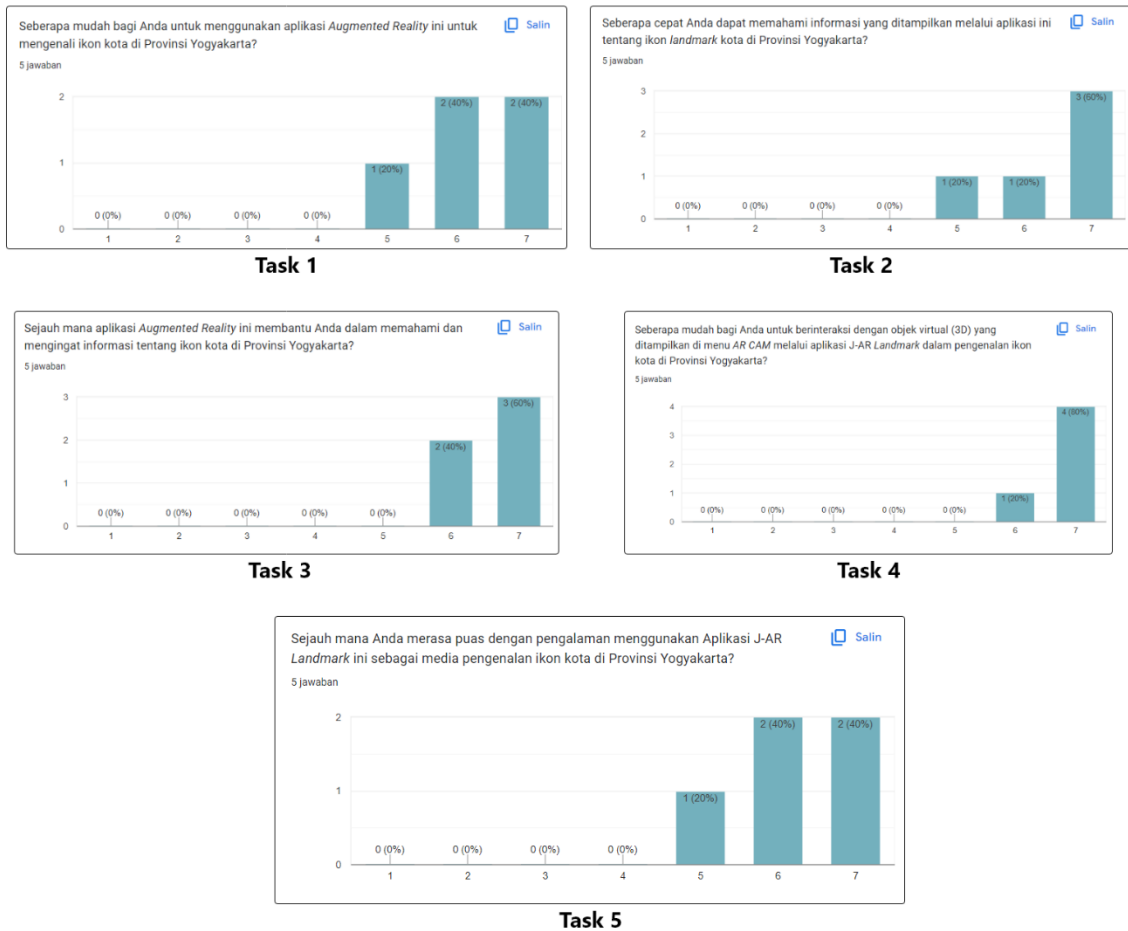 Seberapa mudah bagi Anda untuk menggunakan aplikasi Augmented Reality ini untuk
mengenali ikon kota di Provinsi Yogyakarta?
Salin
5 jawaban
2
1
0
0 (0%) 0 (0%) 0 (0%) 0 (0%) 1 (20%) 2 (40%) 2 (40%)
1 2 3 4 5 6 7
Task 1
Seberapa cepat Anda dapat memahami informasi yang ditampilkan melalui aplikasi ini
tentang ikon landmark kota di Provinsi Yogyakarta?
Salin
5 jawaban
3
2
1
0
0 (0%) 0 (0%) 0 (0%) 0 (0%) 1 (20%) 1 (20%) 3 (60%)
1 2 3 4 5 6 7
Task 2
Sejauh mana aplikasi Augmented Reality ini membantu Anda dalam memahami dan
mengingat informasi tentang ikon kota di Provinsi Yogyakarta?
Salin
5 jawaban
3
2
1
0
0 (0%) 0 (0%) 0 (0%) 0 (0%) 0 (0%) 2 (40%) 3 (60%)
1 2 3 4 5 6 7
Task 3
Seberapa mudah bagi Anda untuk berinteraksi dengan objek virtual (3D) yang
ditampilkan di menu AR CAM melalui aplikasi J-AR Landmark dalam pengenalan ikon
kota di Provinsi Yogyakarta?
Salin
5 jawaban
4
3
2
1
0
0 (0%) 0 (0%) 0 (0%) 0 (0%) 0 (0%) 1 (20%) 4 (80%)
1 2 3 4 5 6 7
Task 4
Sejauh mana Anda merasa puas dengan pengalaman menggunakan Aplikasi J-AR
Landmark ini sebagai media pengenalan ikon kota di Provinsi Yogyakarta?
Salin
5 jawaban
2
1
0
0 (0%) 0 (0%) 0 (0%) 0 (0%) 1 (20%) 2 (40%) 2 (40%)
1 2 3 4 5 6 7
Task 5